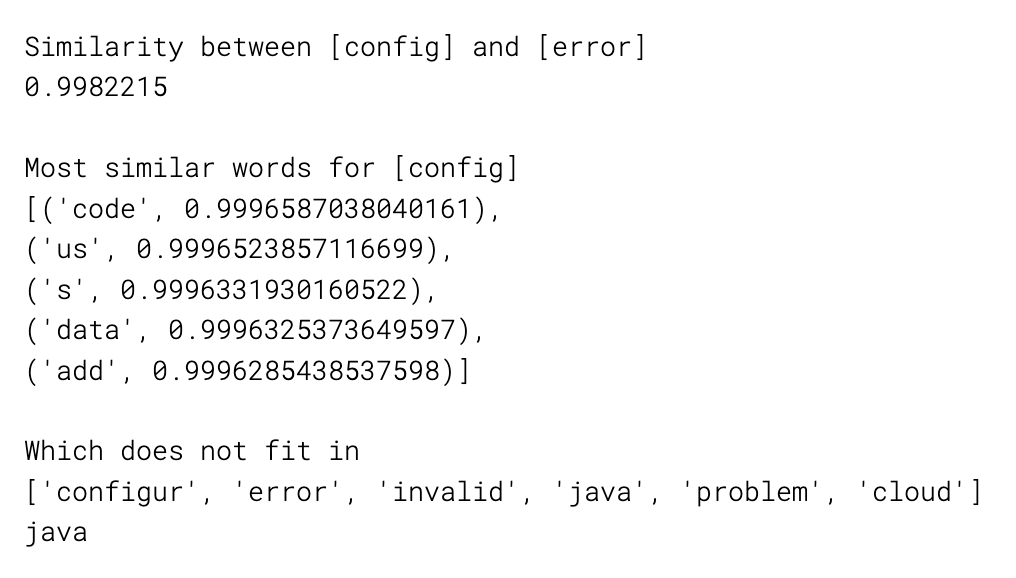 Similarity between [config] and [error]
0.9982215
Most similar words for [config]
[('code', 0.9996587038040161),
('us', 0.9996523857116699),
('s', 0.9996331930160522),
('data', 0.9996325373649597),
('add', 0.9996285438537598)]
Which does not fit in
['configur', 'error', 'invalid', 'java', 'problem', 'cloud']
java